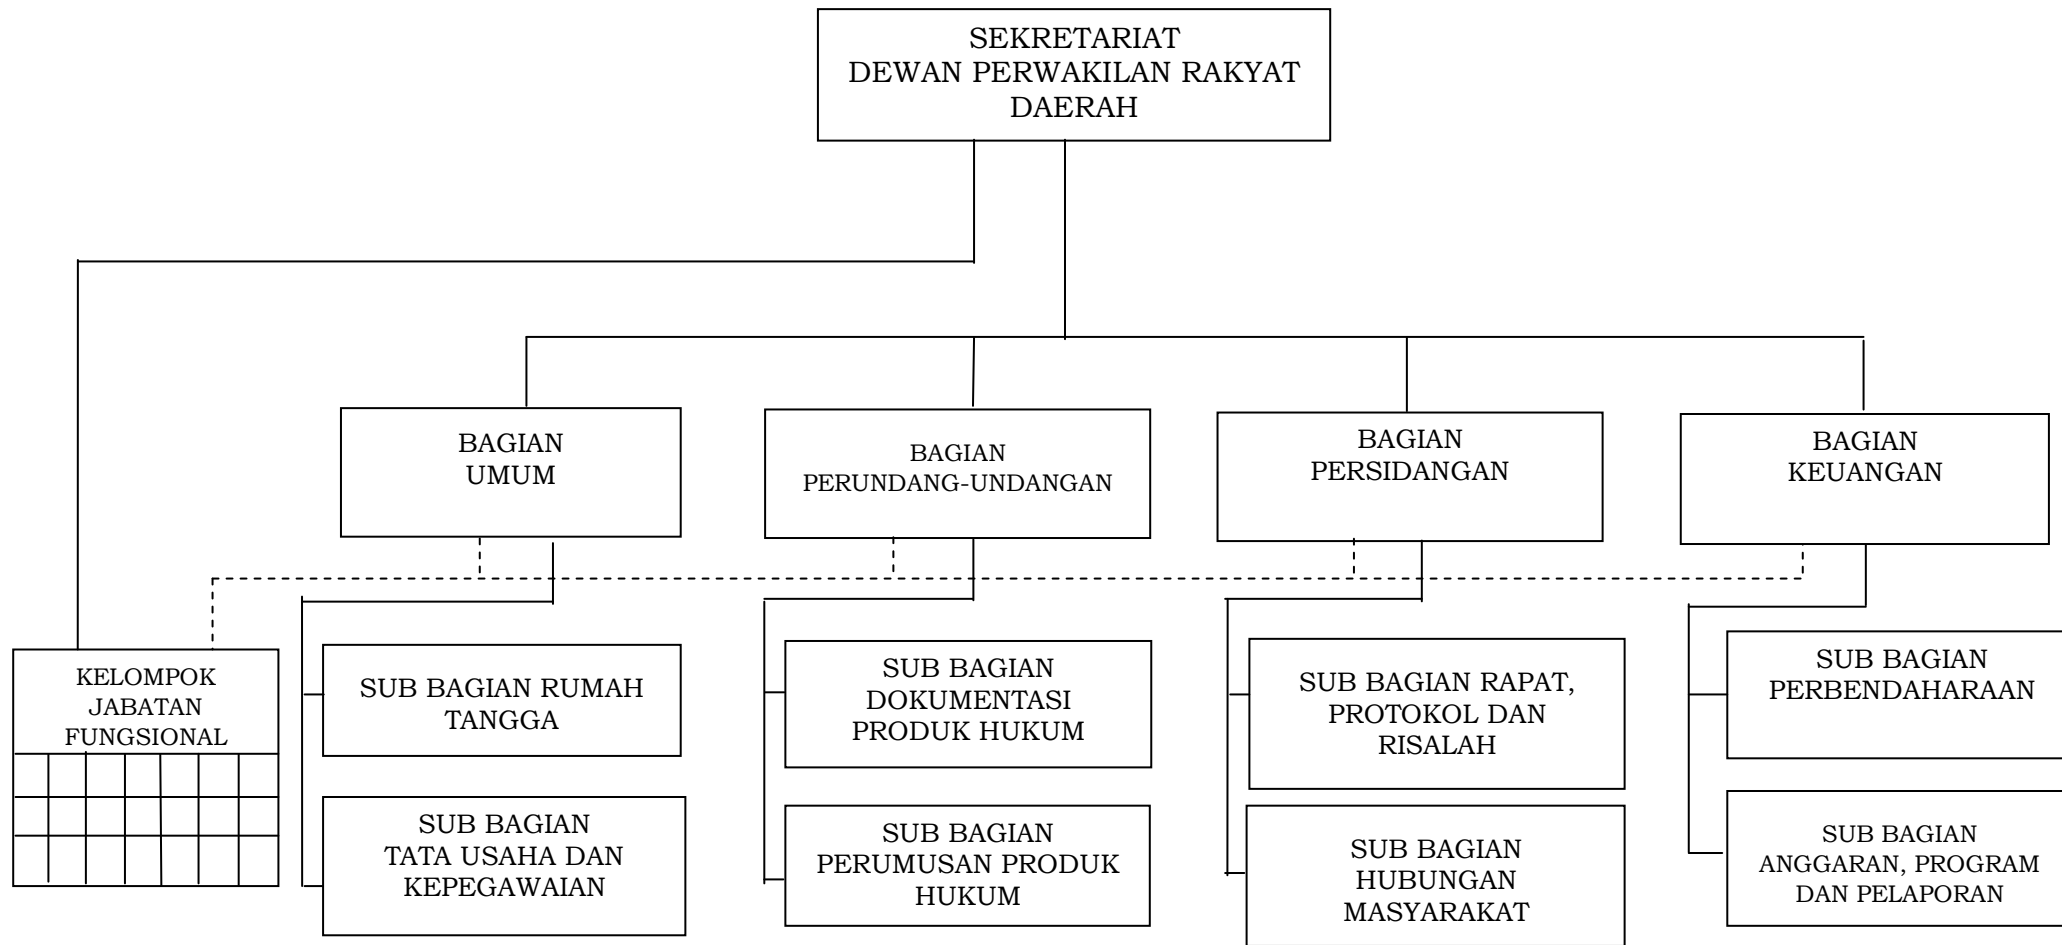 SEKRETARIAT
DEWAN PERWAKILAN RAKYAT
DAERAH
BAGIAN
UMUM
BAGIAN
PERUNDANG-UNDANGAN
BAGIAN
PERSIDANGAN
BAGIAN
KEUANGAN
KELOMPOK
JABATAN
FUNGSIONAL
SUB BAGIAN RUMAH
TANGGA
SUB BAGIAN
DOKUMENTASI
PRODUK HUKUM
SUB BAGIAN RAPAT,
PROTOKOL DAN
RISALAH
SUB BAGIAN
PERBENDAHARAAN
SUB BAGIAN
TATA USAHA DAN
KEPEGAWAIAN
SUB BAGIAN
PERUMUSAN PRODUK
HUKUM
SUB BAGIAN
HUBUNGAN
MASYARAKAT
SUB BAGIAN
ANGGARAN, PROGRAM
DAN PELAPORAN